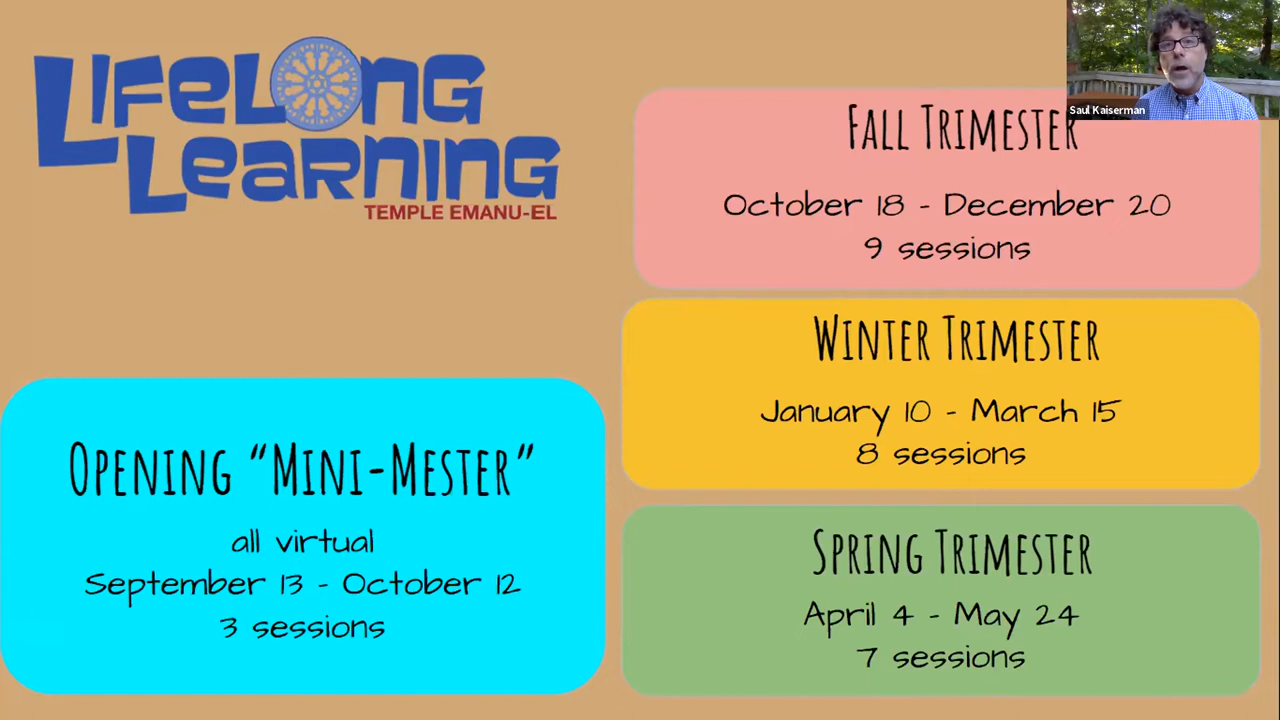 LIFELONG
LEARNING
TEMPLE EMANU-EL
Saul Kaiserman
FALL TRIMESTER
October 18 - December 20
9 sessions
WINTER TRIMESTER
January 10 - March 15
8 sessions
OPENING “MINI-MESTER”
all virtual
September 13 - October 12
3 sessions
SPRING TRIMESTER
April 4 - May 24
7 sessions